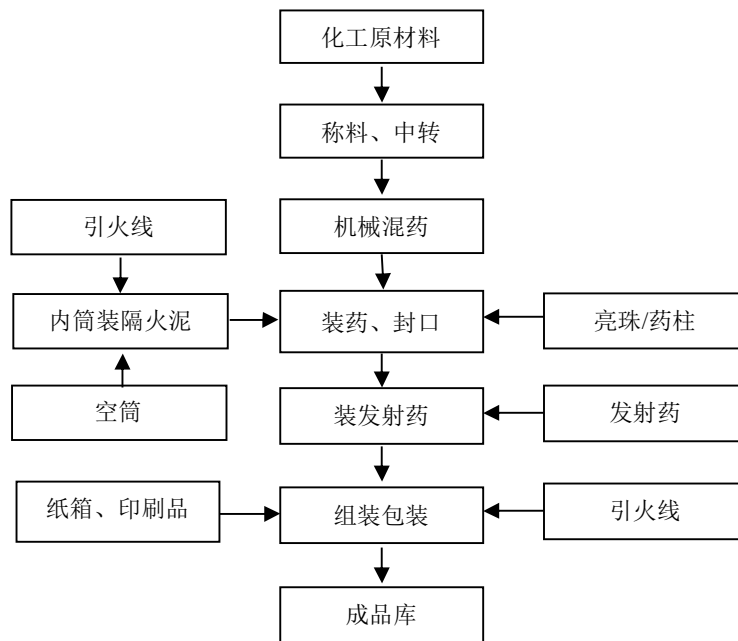 化工原材料
称料、中转
引火线
机械混药
内筒装隔火泥
装药、封口
亮珠/药柱
空筒
装发射药
发射药
纸箱、印刷品
组装包装
引火线
成品库